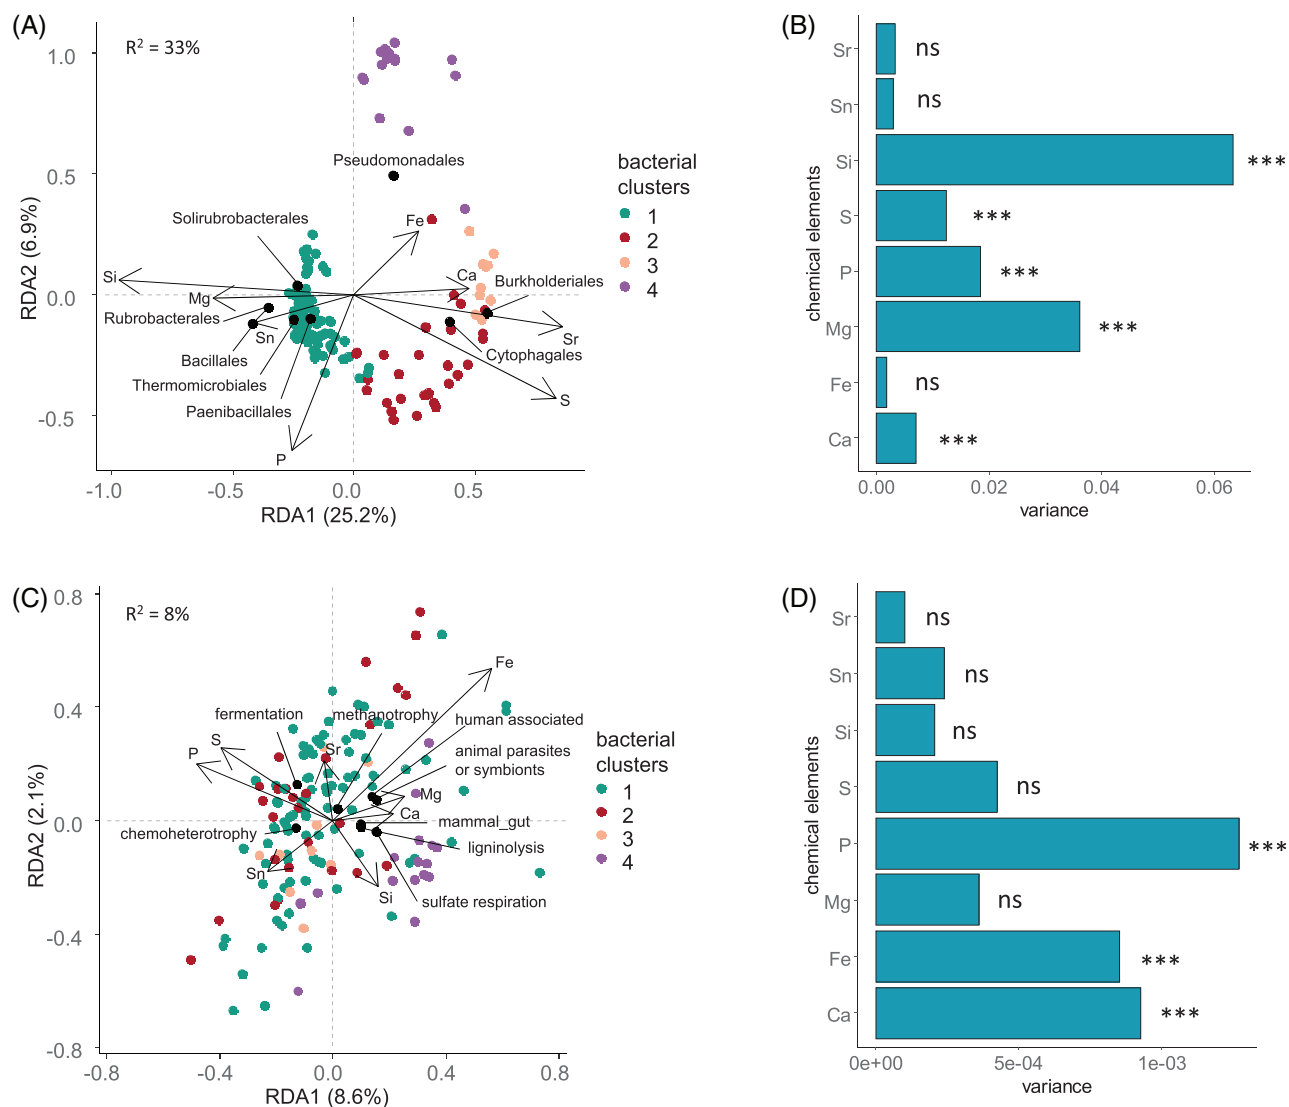 (A)
R² = 33%
1.0
0.5
0.0
-0.5
RDA2 (6.9%)
-1.0
-0.5
0.0
0.5
RDA1 (25.2%)
Pseudomonadales
Solirubrobacterales
Fe
Si
Ca
Mg
Burkholderiales
Rubrobacterales
Sn
Sr
Bacillales
Cytophagales
Thermomicrobiales
Paenibacillales
S
P
bacterial
clusters
1
2
3
4
(B)
chemical elements
Sr
ns
Sn
ns
Si
***
S
***
P
***
Mg
***
Fe
ns
Ca
***
0.00
0.02
0.04
0.06
variance
(C)
R² = 8%
0.8
0.4
0.0
-0.4
-0.8
RDA2 (2.1%)
-0.8
-0.4
0.0
0.4
0.8
RDA1 (8.6%)
Fe
fermentation
methanotrophy
human associated
S
Sr
animal parasites
or symbionts
P
Mg
Ca
mammal_gut
chemoheterotrophy
ligninolysis
Sn
Si
sulfate respiration
bacterial
clusters
1
2
3
4
(D)
chemical elements
Sr
ns
Sn
ns
Si
ns
S
ns
P
***
Mg
ns
Fe
***
Ca
***
0e+00
5e-04
1e-03
variance